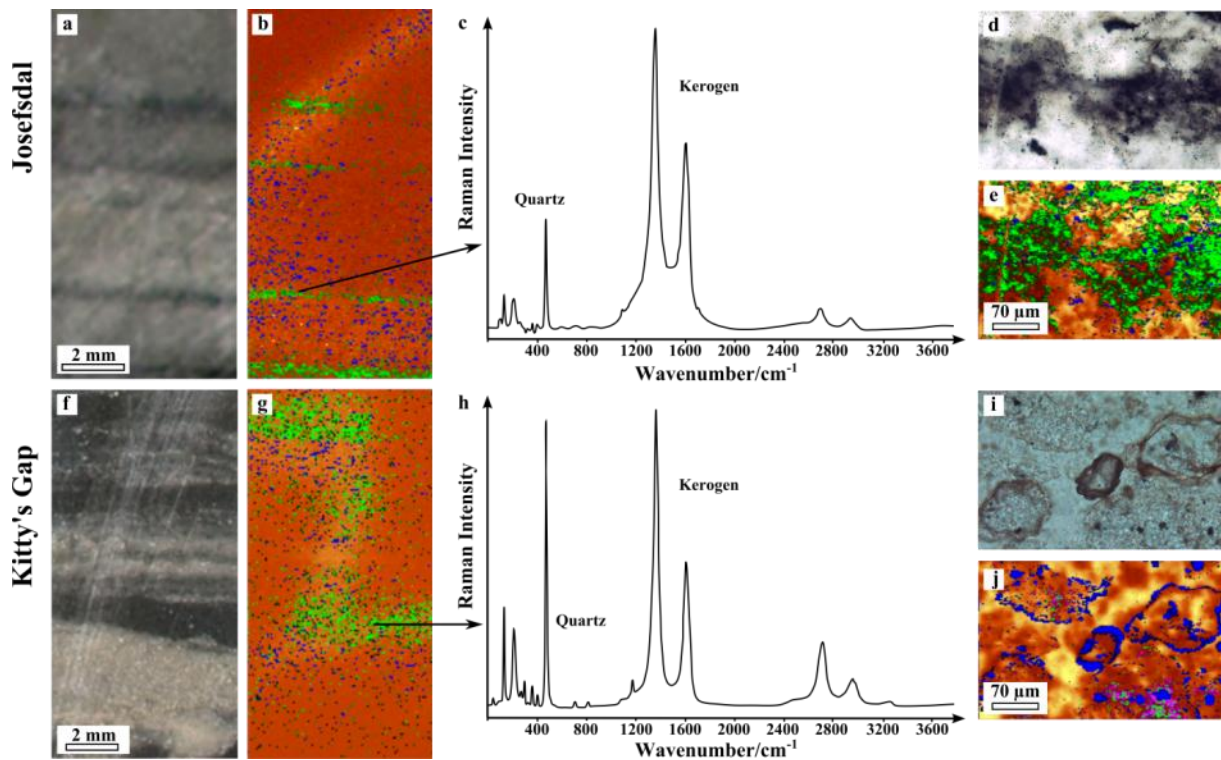 Josefsdal
a
2 mm
b
c
Raman Intensity
Quartz
Kerogen
400 800 1200 1600 2000 2400 2800 3200 3600
Wavenumber/cm-1
d
e
70 µm
Kitty's Gap
f
2 mm
g
h
Raman Intensity
Quartz
Kerogen
400 800 1200 1600 2000 2400 2800 3200 3600
Wavenumber/cm-1
i
j
70 µm